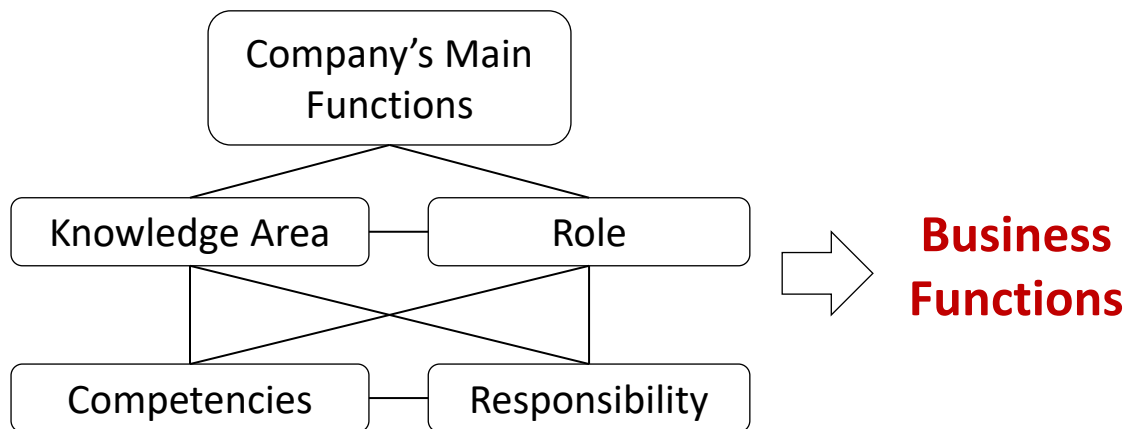 Company’s Main
Functions
Knowledge Area
Role
Business
Functions
Competencies
Responsibility